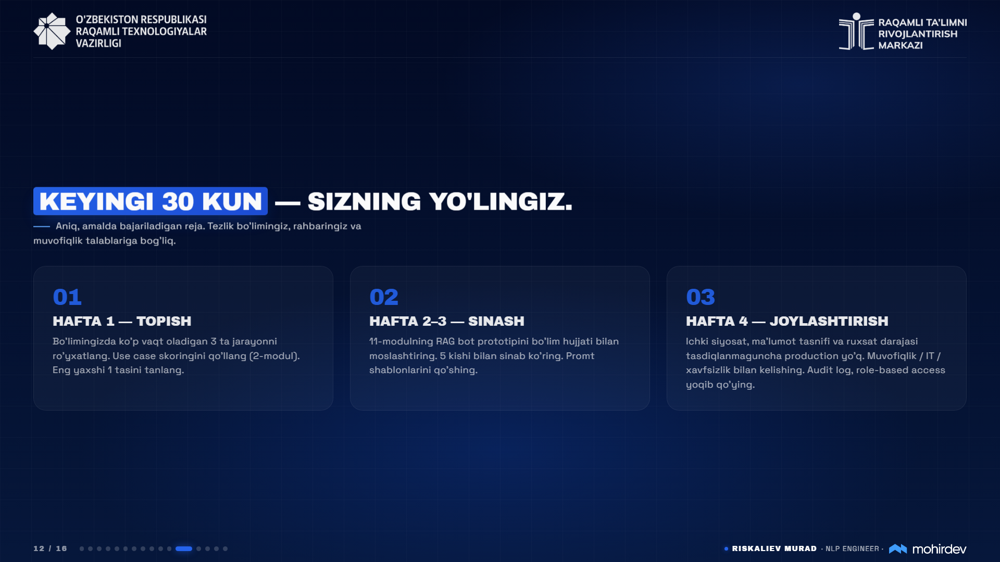 O'ZBEKISTON RESPUBLIKASI
RAQAMLI TEXNOLOGIYALAR
VAZIRLIGI
RAQAMLI TA’LIMNI
RIVOJLANTIRISH
MARKAZI
KEYINGI 30 KUN — SIZNING YO'LINGIZ.
— Aniq, amalda bajariladigan reja. Tezlik bo’limingiz, rahbaringiz va
muvofiqlik talablariga bog’liq.
01
HAFTA 1 — TOPISH
Bo’limingizda ko’p vaqt oladigan 3 ta jarayonni
ro’yxatlang. Use case skoringini qo’llang (2-modul).
Eng yaxshi 1 tasini tanlang.
02
HAFTA 2–3 — SINASH
11-modulning RAG bot prototipini bo’lim hujjati bilan
moslashtiring. 5 kishi bilan sinab ko’ring. Promt
shablonlarini qo’shing.
03
HAFTA 4 — JOYLASHTIRISH
Ichki siyosat, ma’lumot tasnifi va ruxsat darajasi
tasdiqlanmaguncha production yo’q. Muvofiqlik / IT /
xavfsizlik bilan kelishing. Audit log, role-based access
yoqib qo’ying.
12 / 16
RISKALIEV MURAD · NLP ENGINEER ·
mohirdev